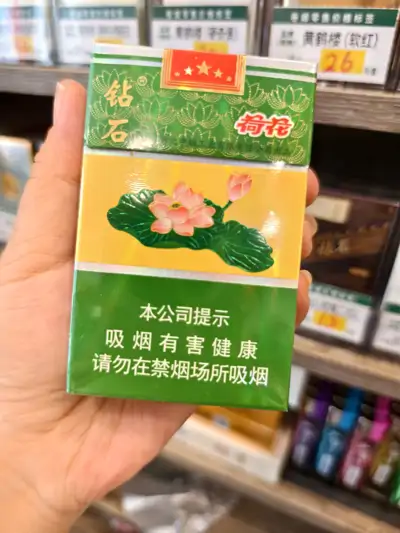 黄鹤楼(软红)
26
钻石
荷花
本公司提示
吸烟有害健康
请勿在禁烟场所吸烟